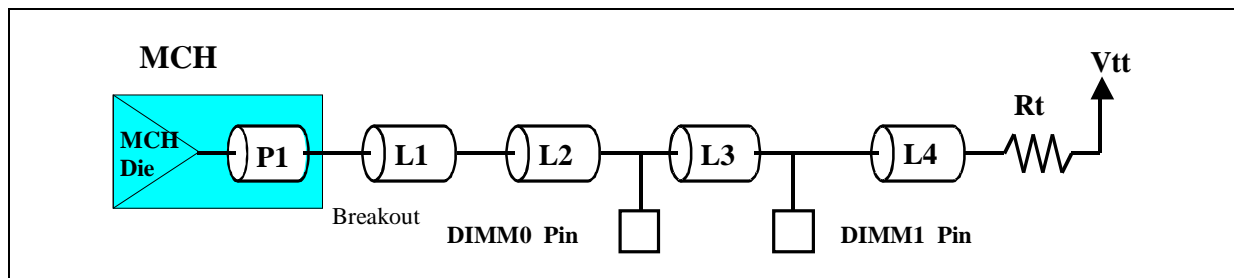 MCH
Vtt
Rt
MCH
Die
P1
L1
L2
L3
L4
Breakout
DIMM0 Pin
DIMM1 Pin